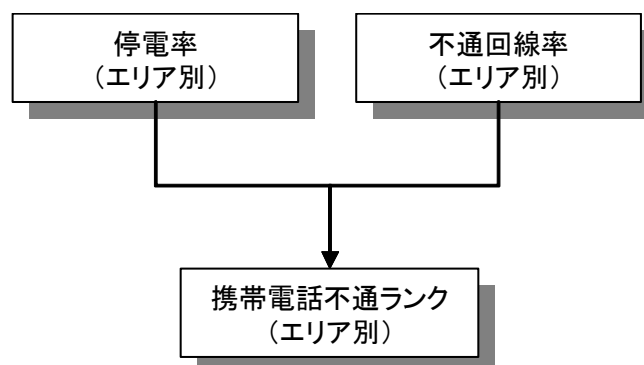 停電率
（エリア別）
不通回線率
（エリア別）
携帯電話不通ランク
（エリア別）